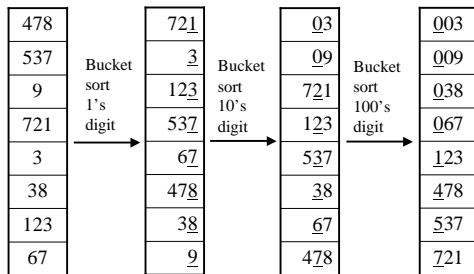 478
537
9
721
3
38
123
67
Bucket
sort
1's
digit
721
3
123
537
67
478
38
9
Bucket
sort
10's
digit
03
09
721
123
537
38
67
478
Bucket
sort
100's
digit
003
009
038
067
123
478
537
721